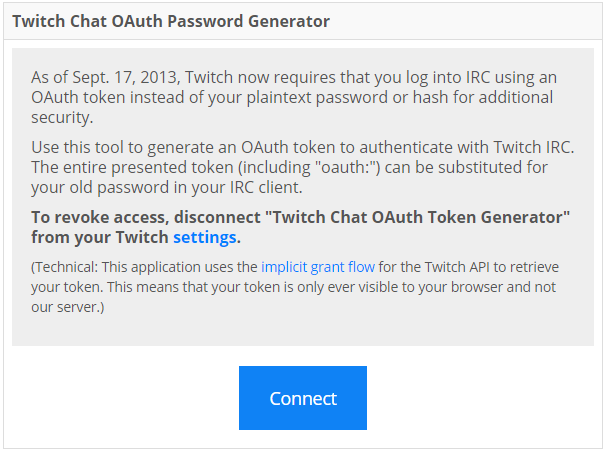 Twitch Chat OAuth Password Generator
As of Sept. 17, 2013, Twitch now requires that you log into IRC using an
OAuth token instead of your plaintext password or hash for additional
security.
Use this tool to generate an OAuth token to authenticate with Twitch IRC.
The entire presented token (including "oauth:") can be substituted for
your old password in your IRC client.
To revoke access, disconnect "Twitch Chat OAuth Token Generator"
from your Twitch settings.
(Technical: This application uses the implicit grant flow for the Twitch API to retrieve
your token. This means that your token is only ever visible to your browser and not
our server.)
Connect